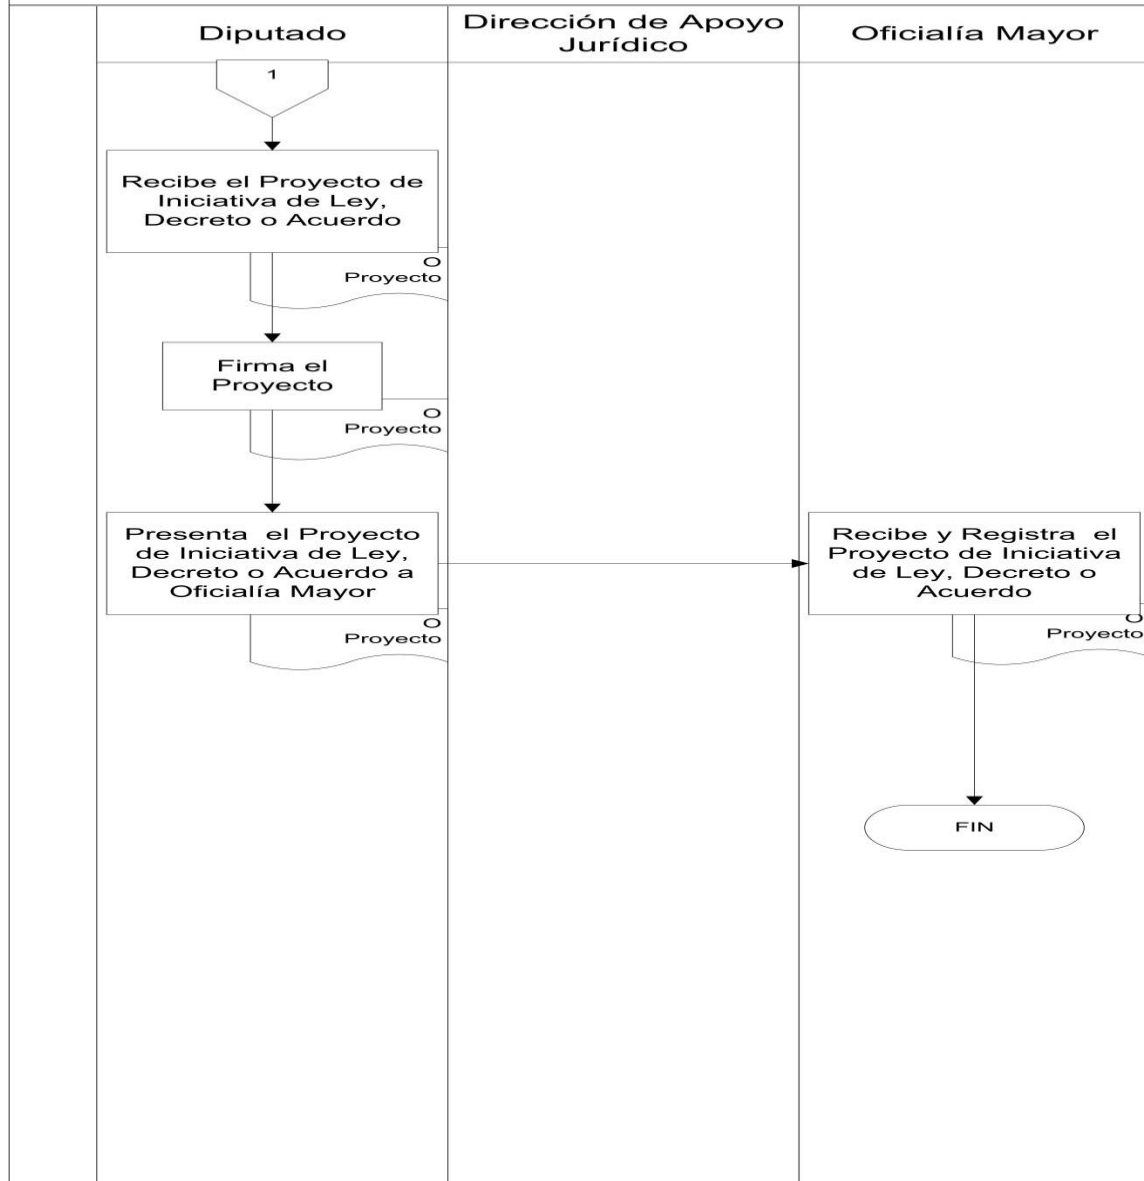 Diputado
Dirección de Apoyo
Jurídico
Oficialía Mayor
1
Recibe el Proyecto de
Iniciativa de Ley,
Decreto o Acuerdo
O
Proyecto
Firma el
Proyecto
O
Proyecto
Presenta el Proyecto
de Iniciativa de Ley,
Decreto o Acuerdo a
Oficialía Mayor
O
Proyecto
Recibe y Registra el
Proyecto de Iniciativa
de Ley, Decreto o
Acuerdo
O
Proyecto
FIN